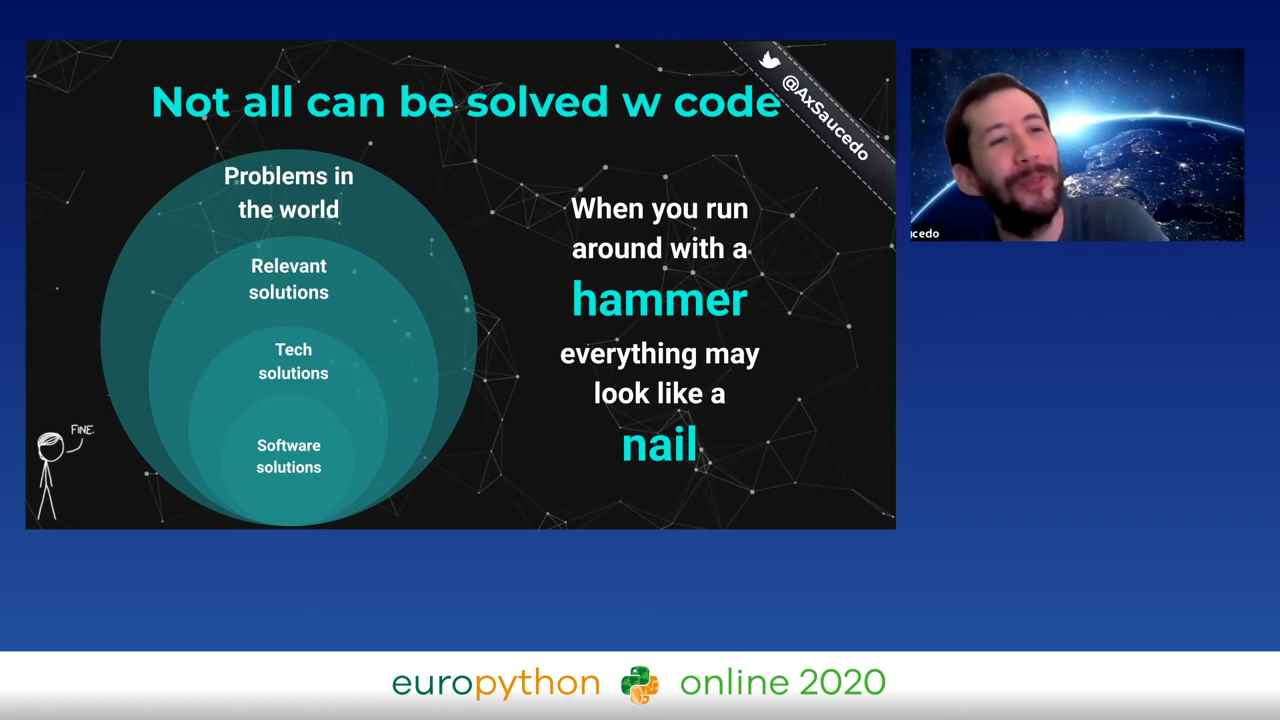 Not all can be solved w code
@AxSaucedo
Problems in
the world
Relevant
solutions
Tech
solutions
Software
solutions
FINE.
When you run
around with a
hammer
everything may
look like a
nail
ucedo
europython online 2020